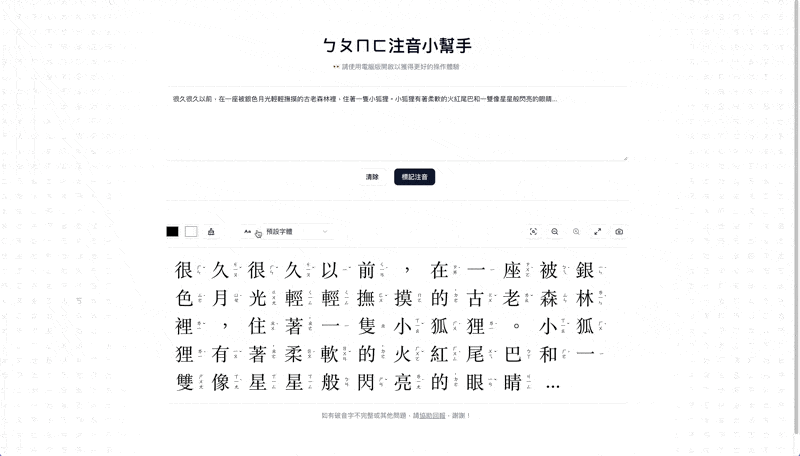 ㄅㄆㄇㄈ注音小幫手
👀 請使用電腦版開啟以獲得更好的操作體驗
很久很久以前，在一座被銀色月光輕輕撫摸的古老森林裡，住著一隻小狐狸。小狐狸有著柔軟的火紅尾巴和一雙像星星般閃亮的眼睛...
清除
標記注音
Aa
預設字體
很久很久以前，在一座被銀
色月光輕輕撫摸的古老森林
裡，住著一隻小狐狸。小狐
狸有著柔軟的火紅尾巴和一
雙像星星般閃亮的眼睛...
如有破音字不完整或其他問題，請協助回報，謝謝！